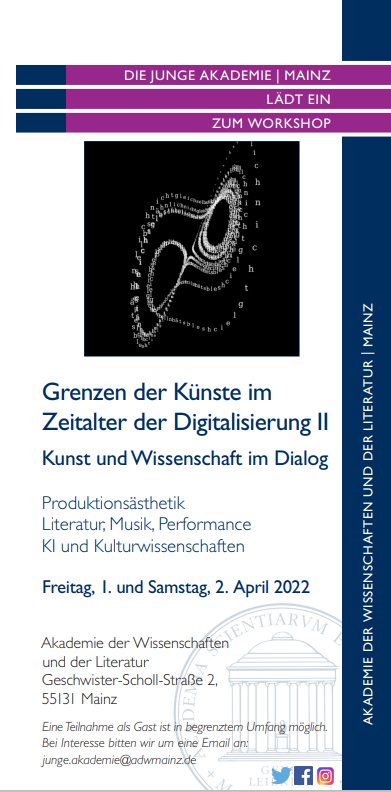 DIE JUNGE AKADEMIE | MAINZ
LÄDT EIN
ZUM WORKSHOP
Grenzen der Künste im
Zeitalter der Digitalisierung II
Kunst und Wissenschaft im Dialog
Produktionsästhetik
Literatur, Musik, Performance
KI und Kulturwissenschaften
Freitag, 1. und Samstag, 2. April 2022
Akademie der Wissenschaften
und der Literatur
Geschwister-Scholl-Straße 2,
55131 Mainz
Eine Teilnahme als Gast ist in begrenztem Umfang möglich.
Bei Interesse bitten wir um eine Email an:
junge.akademie@adwmainz.de
AKADEMIE DER WISSENSCHAFTEN UND DER LITERATUR | MAINZ